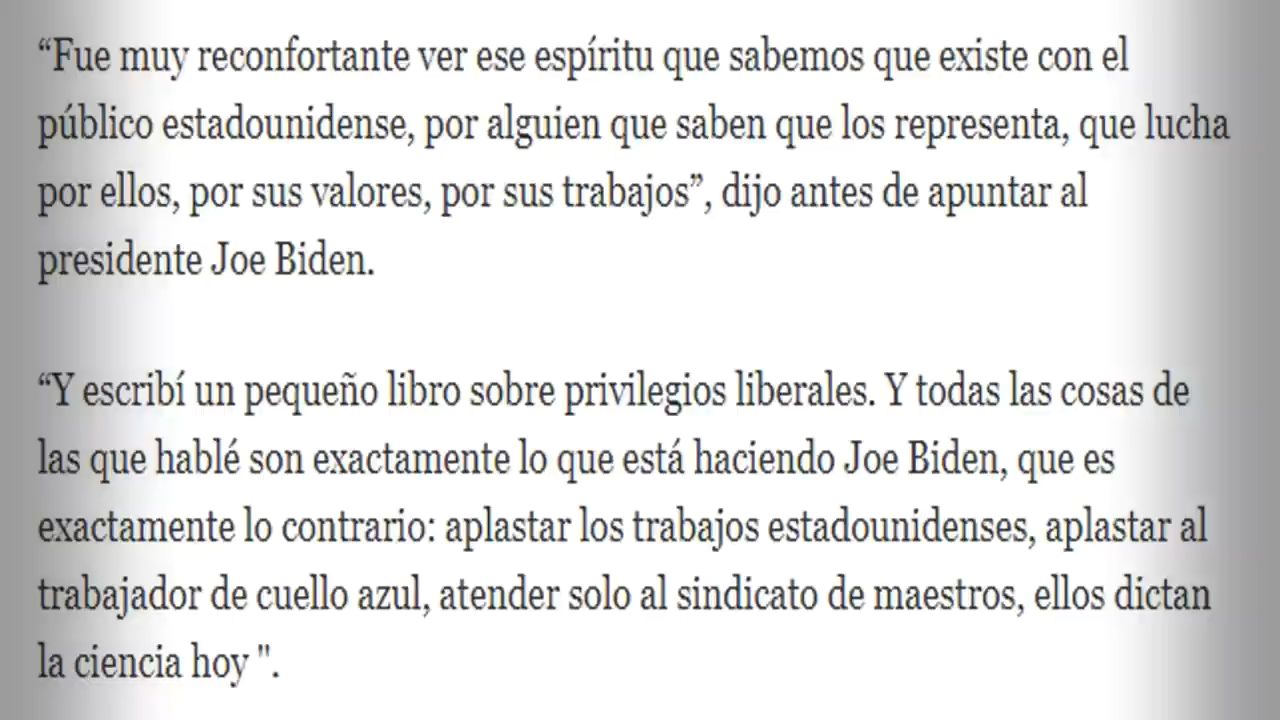 “Fue muy reconfortante ver ese espíritu que sabemos que existe con el
público estadounidense, por alguien que saben que los representa, que lucha
por ellos, por sus valores, por sus trabajos”, dijo antes de apuntar al
presidente Joe Biden.
“Y escribí un pequeño libro sobre privilegios liberales. Y todas las cosas de
las que hablé son exactamente lo que está haciendo Joe Biden, que es
exactamente lo contrario: aplastar los trabajos estadounidenses, aplastar al
trabajador de cuello azul, atender solo al sindicato de maestros, ellos dictan
la ciencia hoy ".